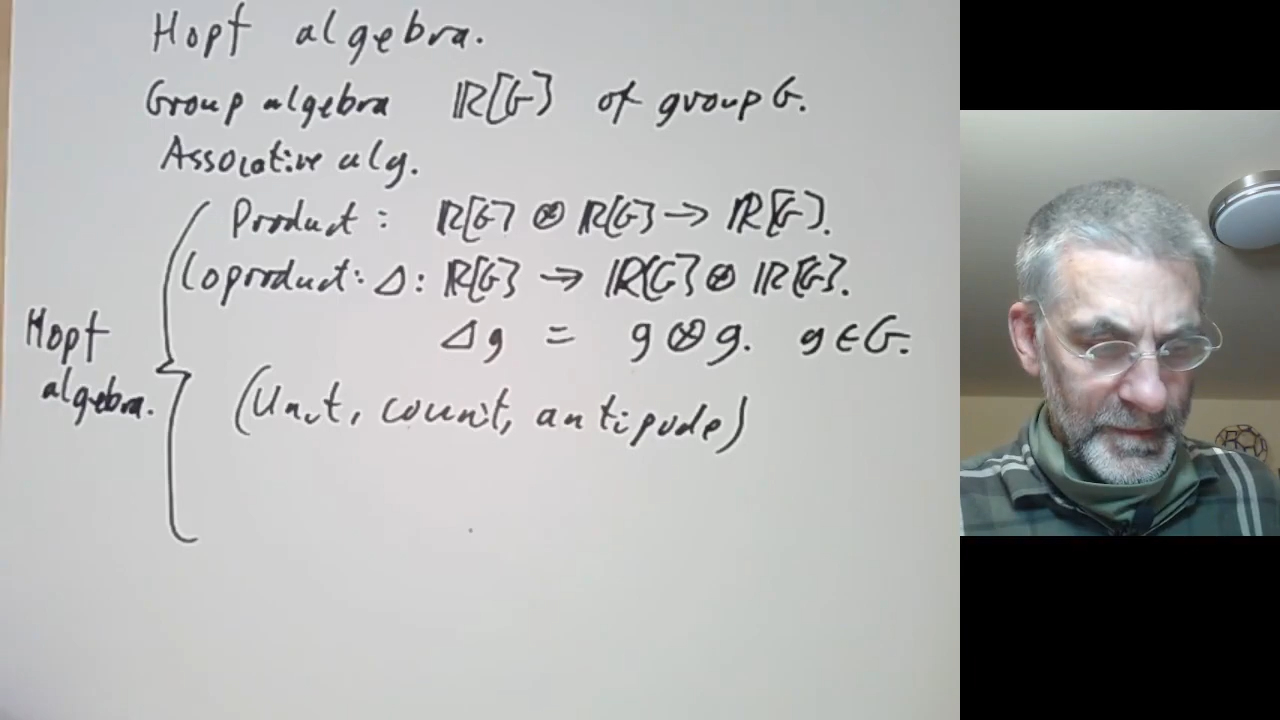 Hopf algebra.
Group algebra ℝ[G] of group G.
Associative alg.
Product: ℝ[G] ⊗ ℝ[G] → ℝ[G].
Coproduct: Δ: ℝ[G] → ℝ[G] ⊗ ℝ[G].
Δg = g ⊗ g. g ∈ G.
Hopf algebra.
(Unit, counit, antipode)